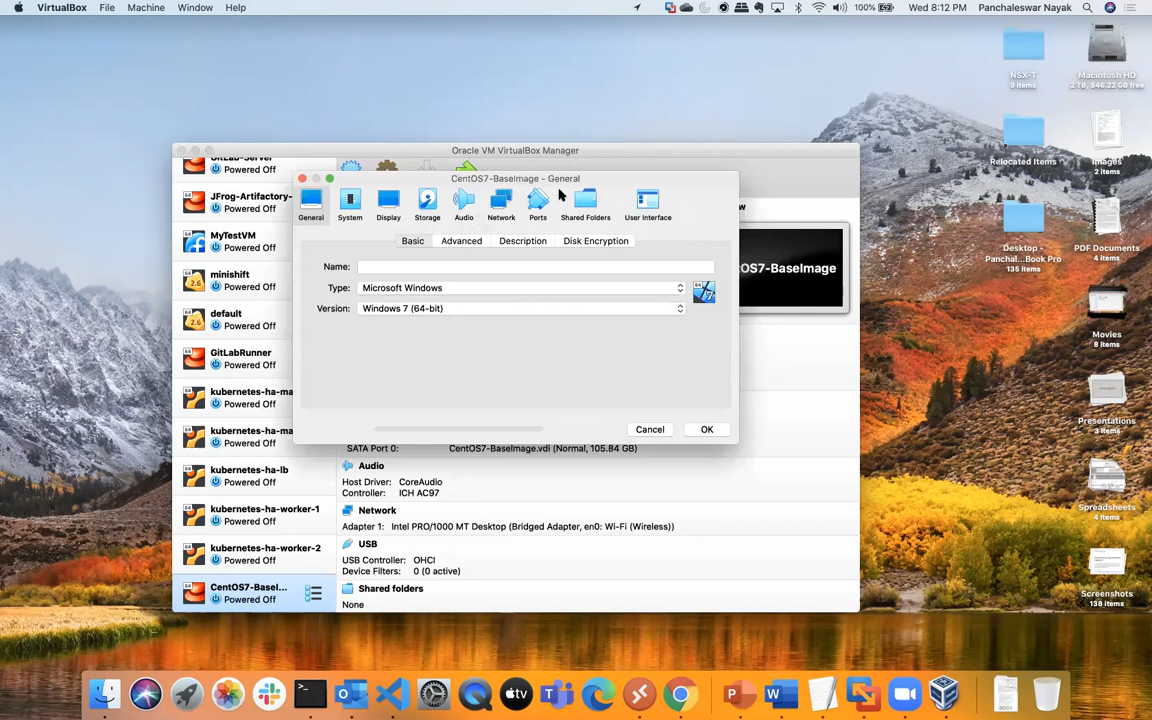 VirtualBox File Machine Window Help
100% Wed 8:12 PM Panchaleswar Nayak
NSX-T
9 items
Macintosh HD
2 TB, 846.22 GB free
Relocated Items
Images
2 items
Desktop -
Panchal...Book Pro
135 items
PDF Documents
4 items
Movies
8 items
Presentations
3 items
Spreadsheets
4 items
Screenshots
138 items
Oracle VM VirtualBox Manager
GitLab-Server
Powered Off
JFrog-Artifactory-
Powered Off
MyTestVM
Powered Off
minishift
Powered Off
default
Powered Off
GitLabRunner
Powered Off
kubernetes-ha-ma
Powered Off
kubernetes-ha-ma
Powered Off
kubernetes-ha-lb
Powered Off
kubernetes-ha-worker-1
Powered Off
kubernetes-ha-worker-2
Powered Off
CentOS7-Basel...
Powered Off
CentOS7-BaseImage - General
General System Display Storage Audio Network Ports Shared Folders User Interface
Basic Advanced Description Disk Encryption
Name:
Type: Microsoft Windows
Version: Windows 7 (64-bit)
Cancel OK
w
OS7-BaseImage
SATA Port 0: CentOS7-BaseImage.vdi (Normal, 105.84 GB)
Audio
Host Driver: CoreAudio
Controller: ICH AC97
Network
Adapter 1: Intel PRO/1000 MT Desktop (Bridged Adapter, en0: Wi-Fi (Wireless))
USB
USB Controller: OHCI
Device Filters: 0 (0 active)
Shared folders
None